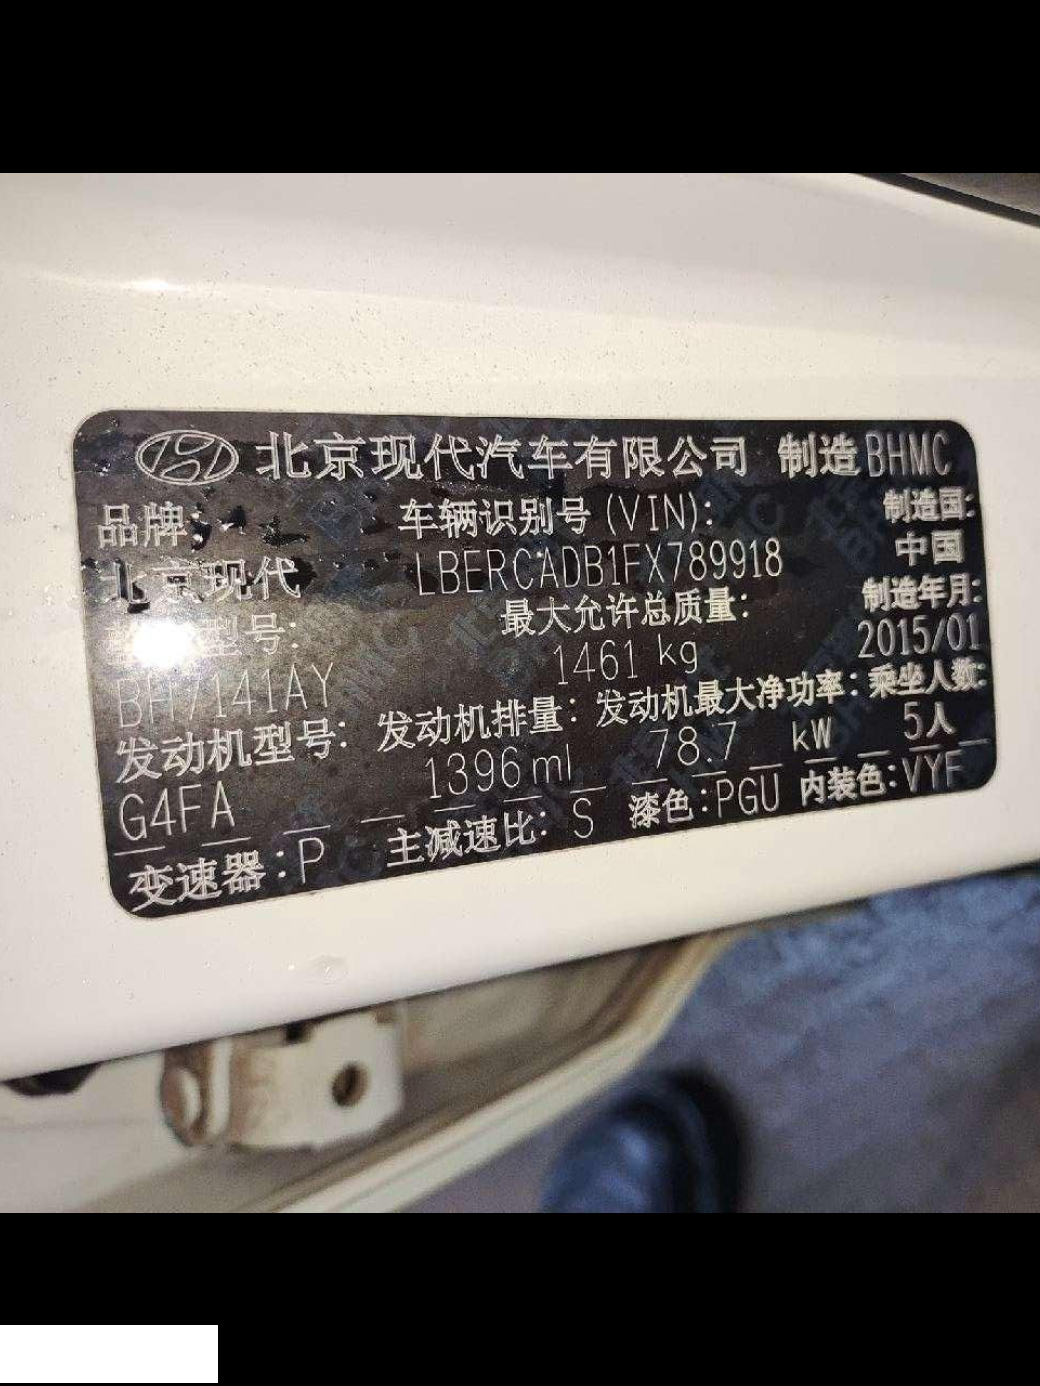 北京现代汽车有限公司 制造 BHMC
品牌: 车辆识别号(VIN): 制造国:
北京现代 LBERCADB1FX789918 中国
型号: 最大允许总质量: 制造年月:
BH7141AY 1461 kg 2015/01
发动机型号: 发动机排量: 发动机最大净功率: 乘坐人数:
G4FA 1396ml 78.7 kW 5人
变速器:P 主减速比:S 漆色:PGU 内装色:VYF